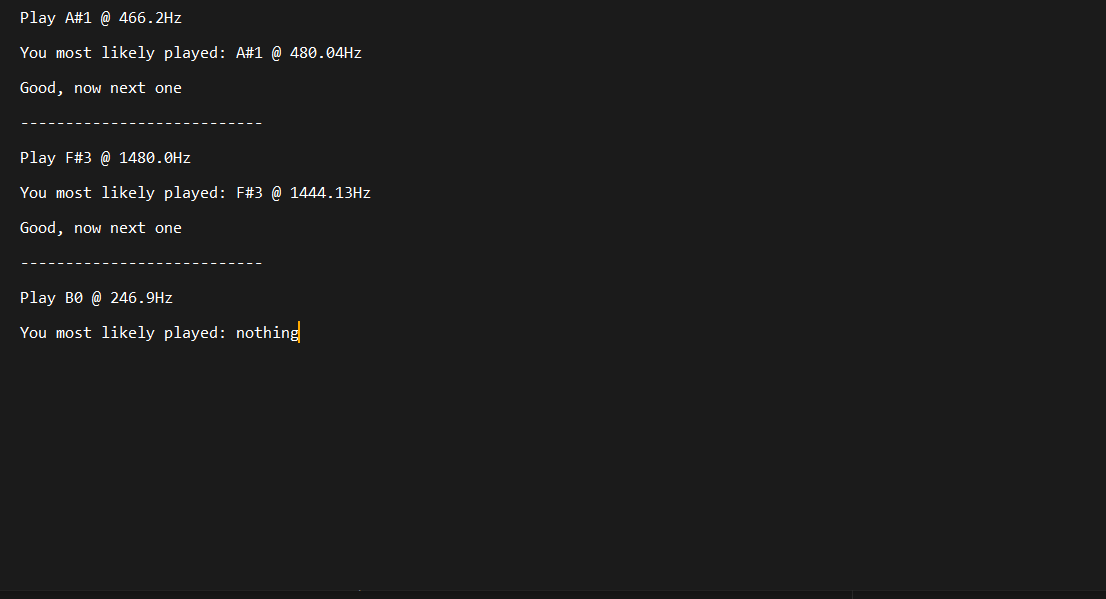 Play A#1 @ 466.2Hz
You most likely played: A#1 @ 480.04Hz
Good, now next one
---------------------------
Play F#3 @ 1480.0Hz
You most likely played: F#3 @ 1444.13Hz
Good, now next one
---------------------------
Play B0 @ 246.9Hz
You most likely played: nothing